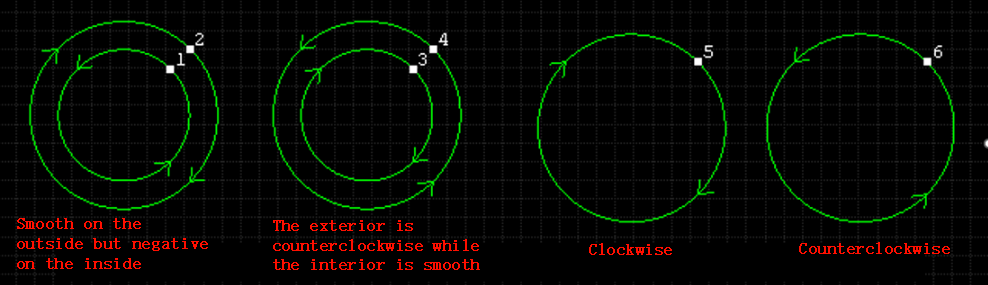 2
1
4
3
5
6
Smooth on the
outside but negative
on the inside
The exterior is
counterclockwise while
the interior is smooth
Clockwise
Counterclockwise